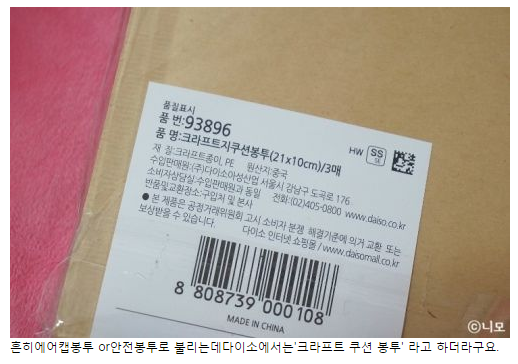 품질표시
품 번:93896
품 명:크라프트지쿠션봉투(21x10cm)/3매
HW SS
재 질:크라프트종이, PE 원산지:중국
수입판매원:(주)다이소아성산업 서울시 강남구 도곡로 176
소비자상담실:수입판매원과 동일 전화:(02)405-0800 www.daiso.co.kr
반품및교환장소:구입처 및 본사
● 본 제품은 공정거래위원회 고시 소비자 분쟁 해결기준에 의거 교환 또는
보상받을 수 있습니다.
다이소 인터넷 쇼핑몰 / www.daisomall.co.kr
8 808739 000108
MADE IN CHINA
©니모
흔히에어캡봉투 or안전봉투로 불리는데다이소에서는'크라프트 쿠션 봉투' 라고 하더라구요.